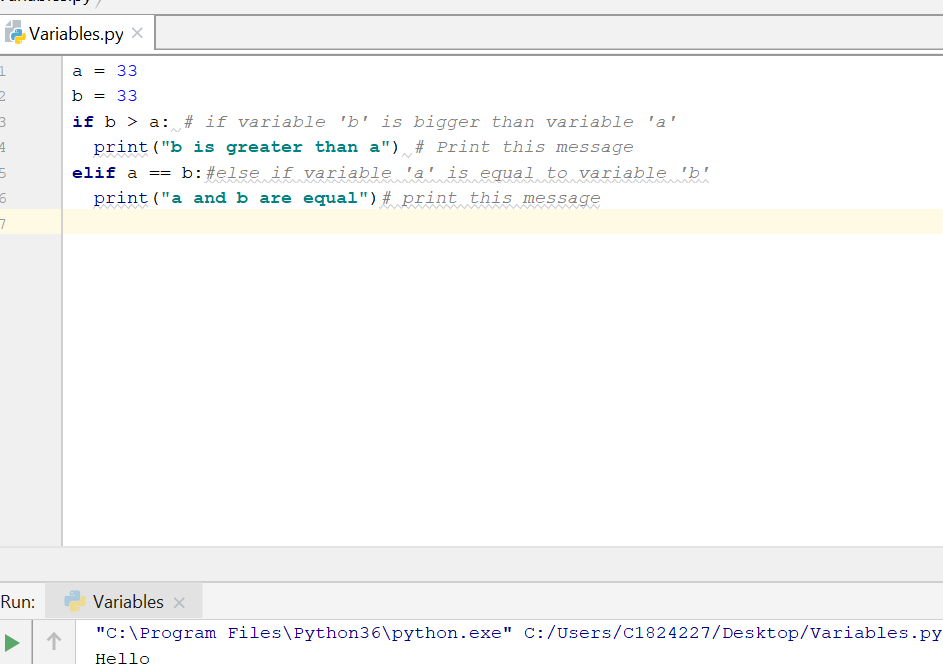 Variables.py
1 a = 33
2 b = 33
3 if b > a: # if variable 'b' is bigger than variable 'a'
4 print("b is greater than a") # Print this message
5 elif a == b:#else if variable 'a' is equal to variable 'b'
6 print("a and b are equal")# print this message
7
Run: Variables
"C:\Program Files\Python36\python.exe" C:/Users/C1824227/Desktop/Variables.py
Hello